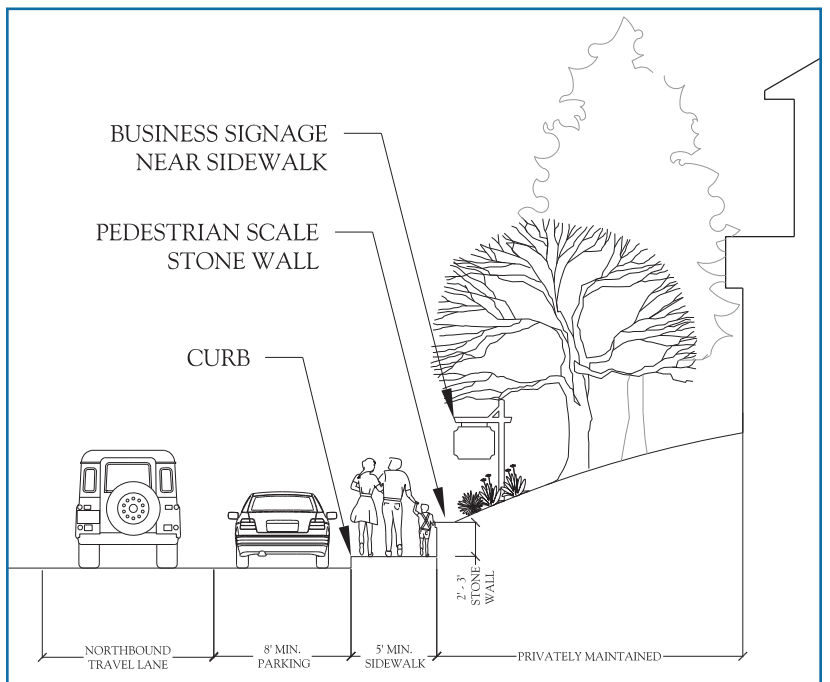 BUSINESS SIGNAGE
NEAR SIDEWALK
PEDESTRIAN SCALE
STONE WALL
CURB
2' - 3'
STONE
WALL
NORTHBOUND
TRAVEL LANE
8' MIN.
PARKING
5' MIN.
SIDEWALK
PRIVATELY MAINTAINED